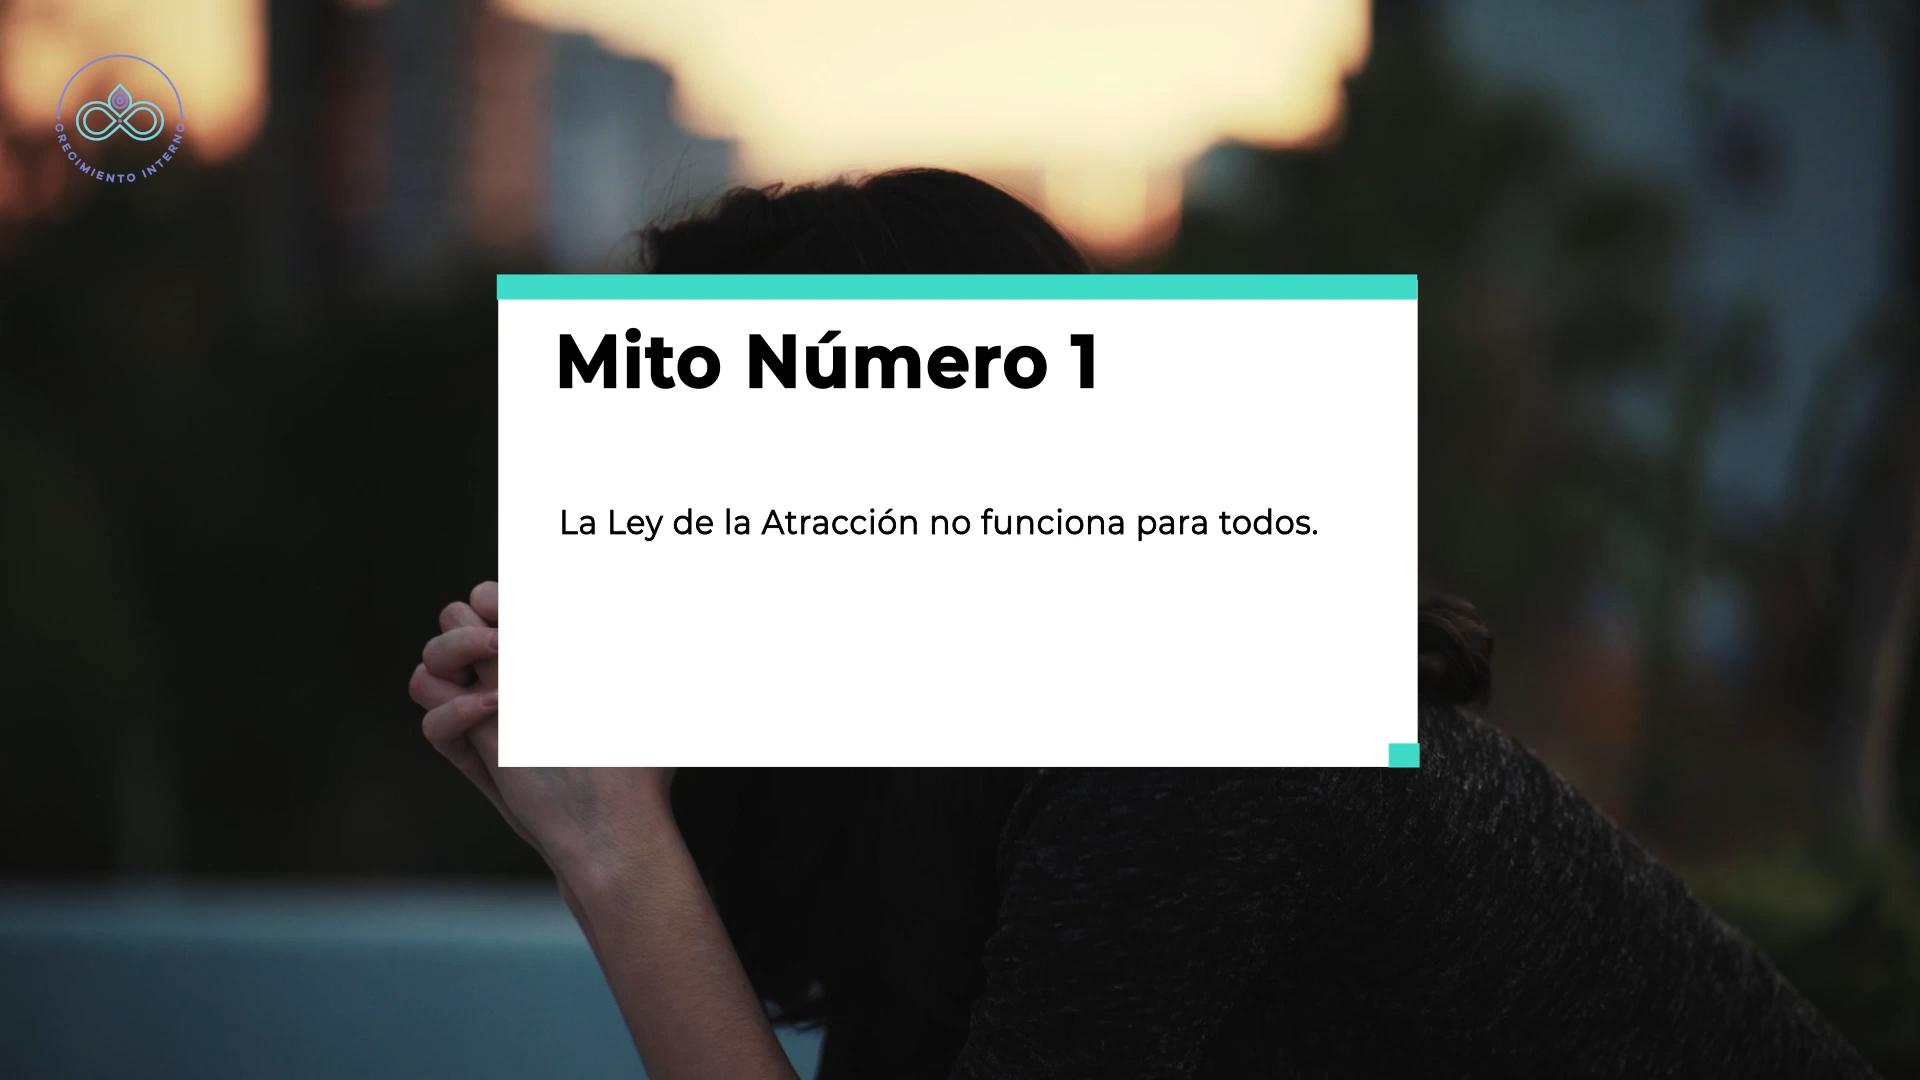 CRECIMIENTO INTERNO
Mito Número 1
La Ley de la Atracción no funciona para todos.